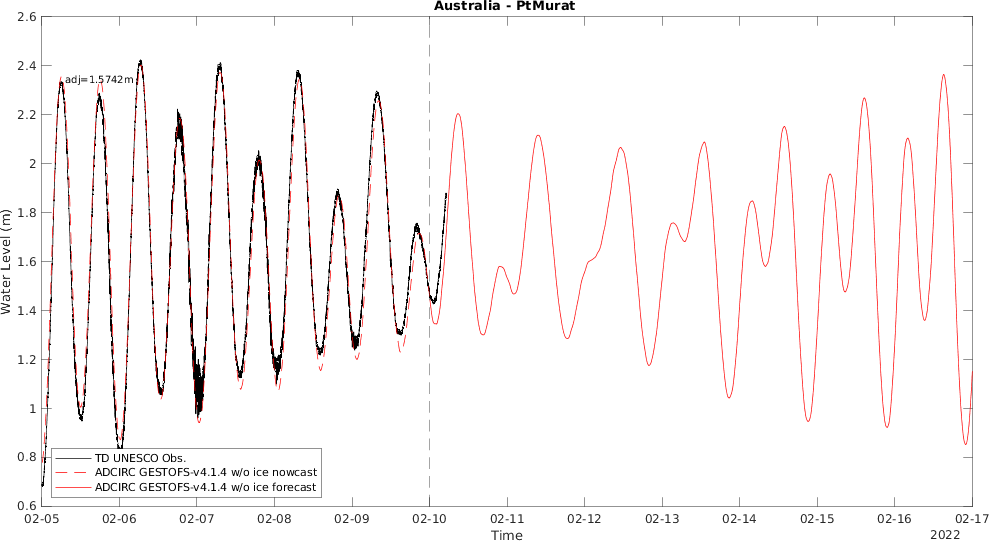 Australia - PtMurat
2.6
2.4
2.2
2
1.8
1.6
1.4
1.2
1
0.8
0.6
Water Level (m)
adj=1.5742m
TD UNESCO Obs.
ADCIRC GESTOFS-v4.1.4 w/o ice nowcast
ADCIRC GESTOFS-v4.1.4 w/o ice forecast
02-05 02-06 02-07 02-08 02-09 02-10 02-11 02-12 02-13 02-14 02-15 02-16 02-17
Time
2022